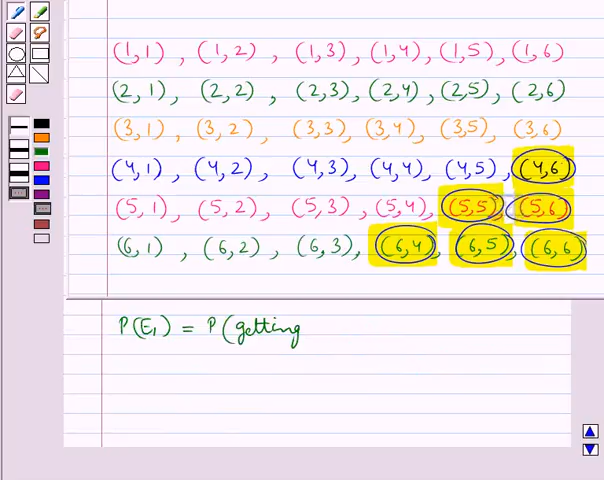 (1,1) , (1,2) , (1,3) , (1,4) , (1,5) , (1,6)
(2,1) , (2,2) , (2,3) , (2,4) , (2,5) , (2,6)
(3,1) , (3,2) , (3,3) , (3,4) , (3,5) , (3,6)
(4,1) , (4,2) , (4,3) , (4,4) , (4,5) , (4,6)
(5,1) , (5,2) , (5,3) , (5,4) , (5,5) , (5,6)
(6,1) , (6,2) , (6,3) , (6,4) , (6,5) , (6,6)
P(E₁) = P(getting